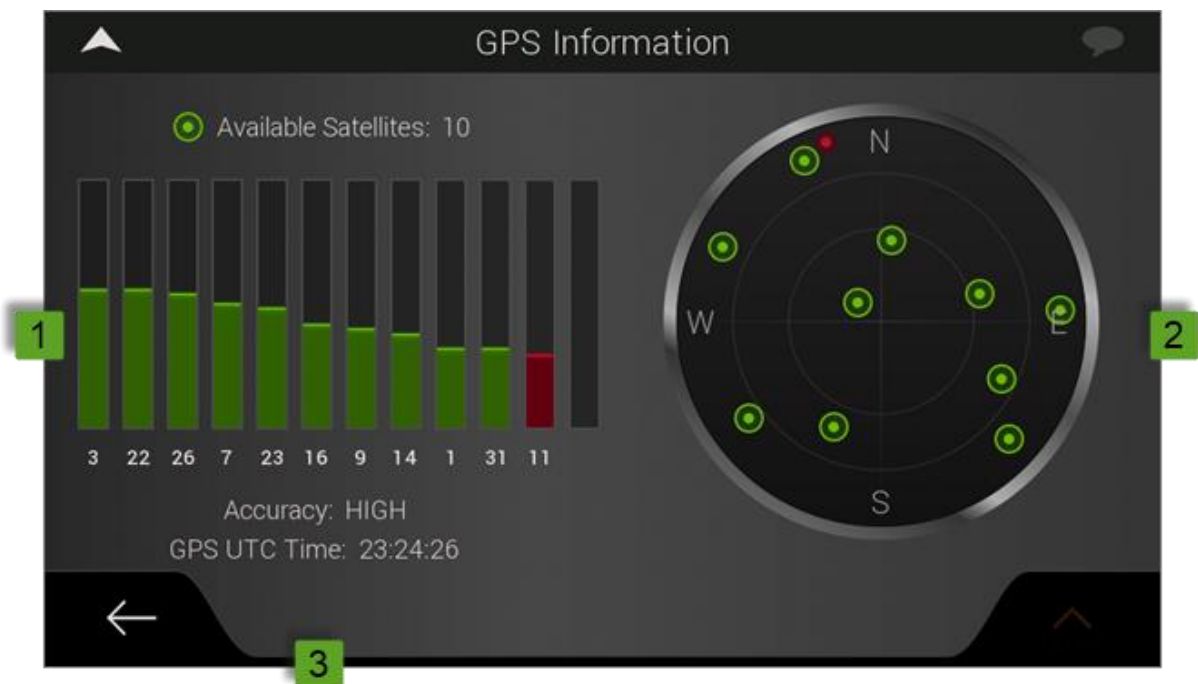 GPS Information
Available Satellites: 10
N
W
E
S
1
2
3 22 26 7 23 16 9 14 1 31 11
Accuracy: HIGH
GPS UTC Time: 23:24:26
3